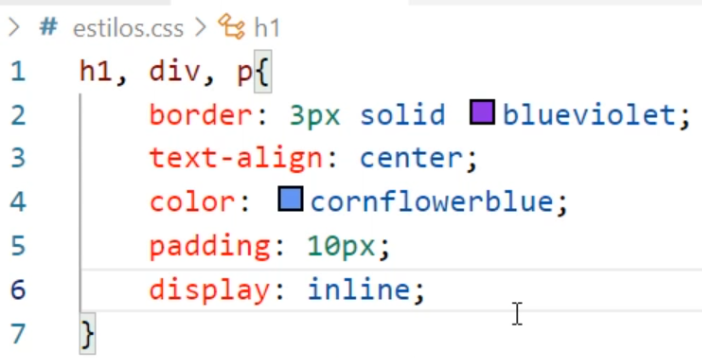 > # estilos.css > h1
1 h1, div, p{
2 border: 3px solid blueviolet;
3 text-align: center;
4 color: cornflowerblue;
5 padding: 10px;
6 display: inline;
7 }